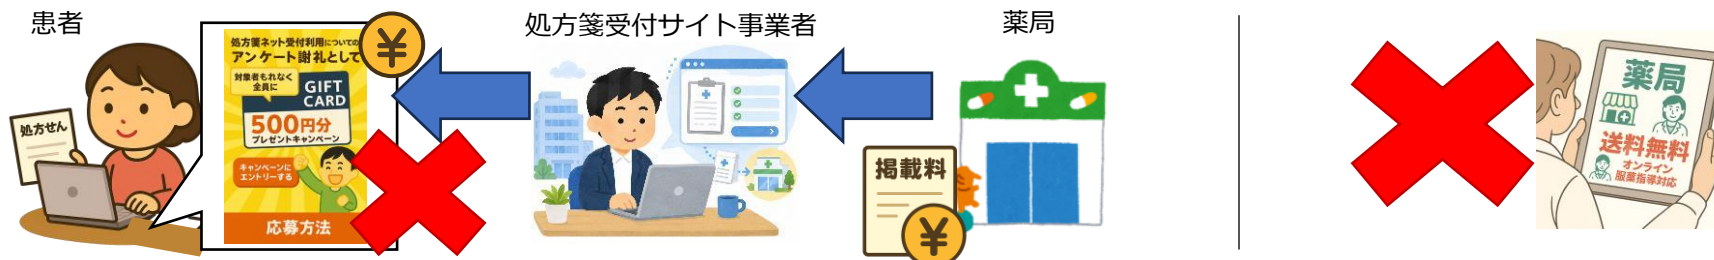 患者
処方箋受付サイト事業者
薬局
処方せん
処方箋ネット受付利用についての
アンケート謝礼として
対象者もれなく
全員に
GIFT
CARD
500円分
プレゼントキャンペーン
キャンペーンに
エントリーする
応募方法
¥
掲載料
¥
薬局
送料無料
オンライン
服薬指導対応